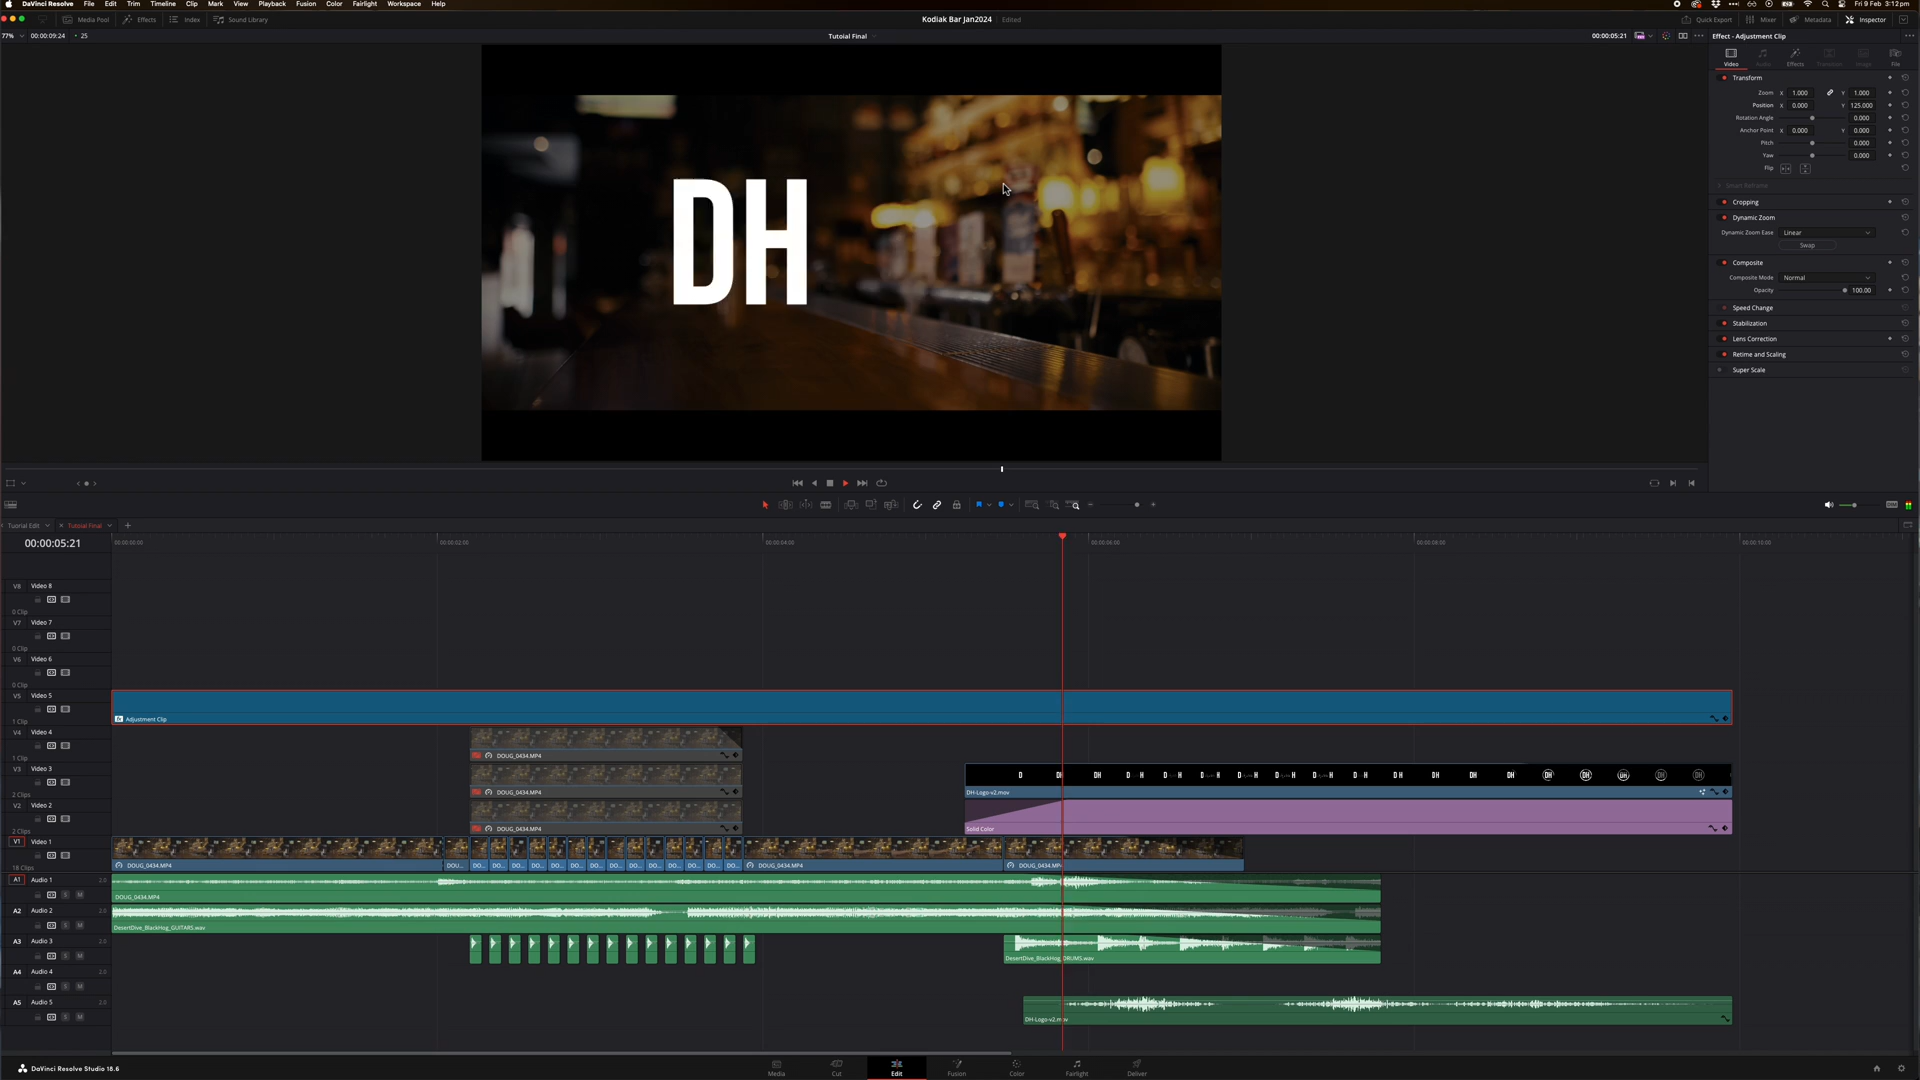 DaVinci Resolve File Edit Trim Timeline Clip Mark View Playback Fusion Color Fairlight Workspace Help Fri 9 Feb 3:12pm
Media Pool Effects Index Sound Library Kodiak Bar Jan2024 Edited Quick Export Mixer Metadata Inspector
77% 00:00:09:24 25 Tutoial Final 00:00:05:21 Effect - Adjustment Clip
Video Audio Effects Transition Image File
Transform
Zoom X 1.000 Y 1.000
Position X 0.000 Y 125.000
Rotation Angle 0.000
Anchor Point X 0.000 Y 0.000
Pitch 0.000
Yaw 0.000
Flip
Smart Reframe
Cropping
Dynamic Zoom
Dynamic Zoom Ease Linear
Swap
Composite
Composite Mode Normal
Opacity 100.00
Speed Change
Stabilization
Lens Correction
Retime and Scaling
Super Scale
DH
Tuorial Edit Tutoial Final
00:00:05:21 00:00:00:00 00:00:02:00 00:00:04:00 00:00:06:00 00:00:08:00 00:00:10:00
V8 Video 8
0 Clip
V7 Video 7
0 Clip
V6 Video 6
0 Clip
V5 Video 5
1 Clip
Adjustment Clip
V4 Video 4
1 Clip
DOUG_0434.MP4
V3 Video 3
2 Clips
DOUG_0434.MP4 DH-Logo-v2.mov
V2 Video 2
2 Clips
DOUG_0434.MP4 Solid Color
V1 Video 1
18 Clips
DOUG_0434.MP4 DOU... DO... DO... DO... DO... DO... DO... DO... DO... DO... DO... DO... DO... DO... DO... DOUG_0434.MP4 DOUG_0434.MP4
A1 Audio 1 2.0
S M
DOUG_0434.MP4
A2 Audio 2 2.0
S M
DesertDive_BlackHog_GUITARS.wav
A3 Audio 3 2.0
S M
DesertDive_BlackHog_DRUMS.wav
A4 Audio 4 2.0
S M
A5 Audio 5 2.0
S M
DH-Logo-v2.mov
DaVinci Resolve Studio 18.6 Media Cut Edit Fusion Color Fairlight Deliver